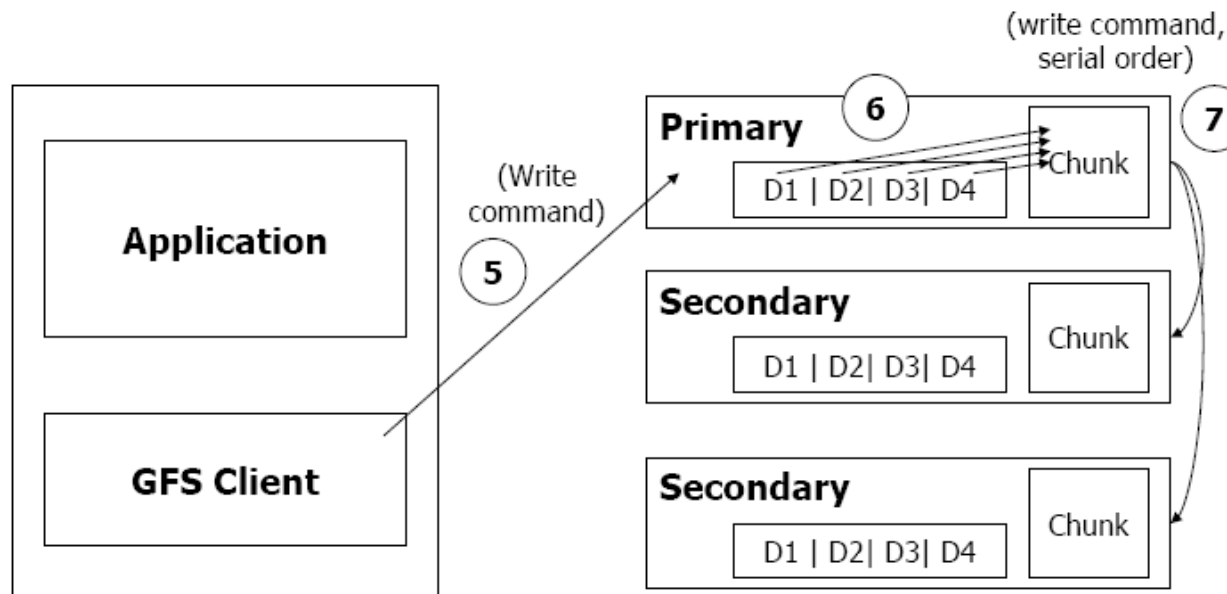 (write command,
serial order)
6
7
Primary
Chunk
D1 | D2| D3| D4
(Write
command)
5
Application
Secondary
Chunk
D1 | D2| D3| D4
GFS Client
Secondary
Chunk
D1 | D2| D3| D4